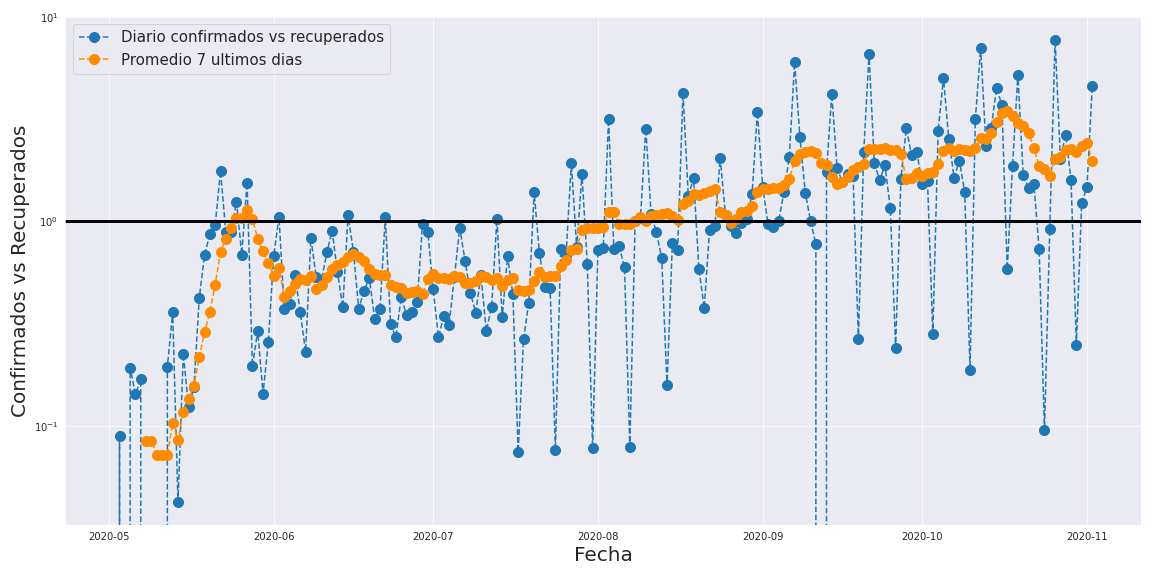 Diario confirmados vs recuperados
Promedio 7 ultimos dias
Confirmados vs Recuperados
10¹
10⁰
10⁻¹
2020-05
2020-06
2020-07
2020-08
2020-09
2020-10
2020-11
Fecha